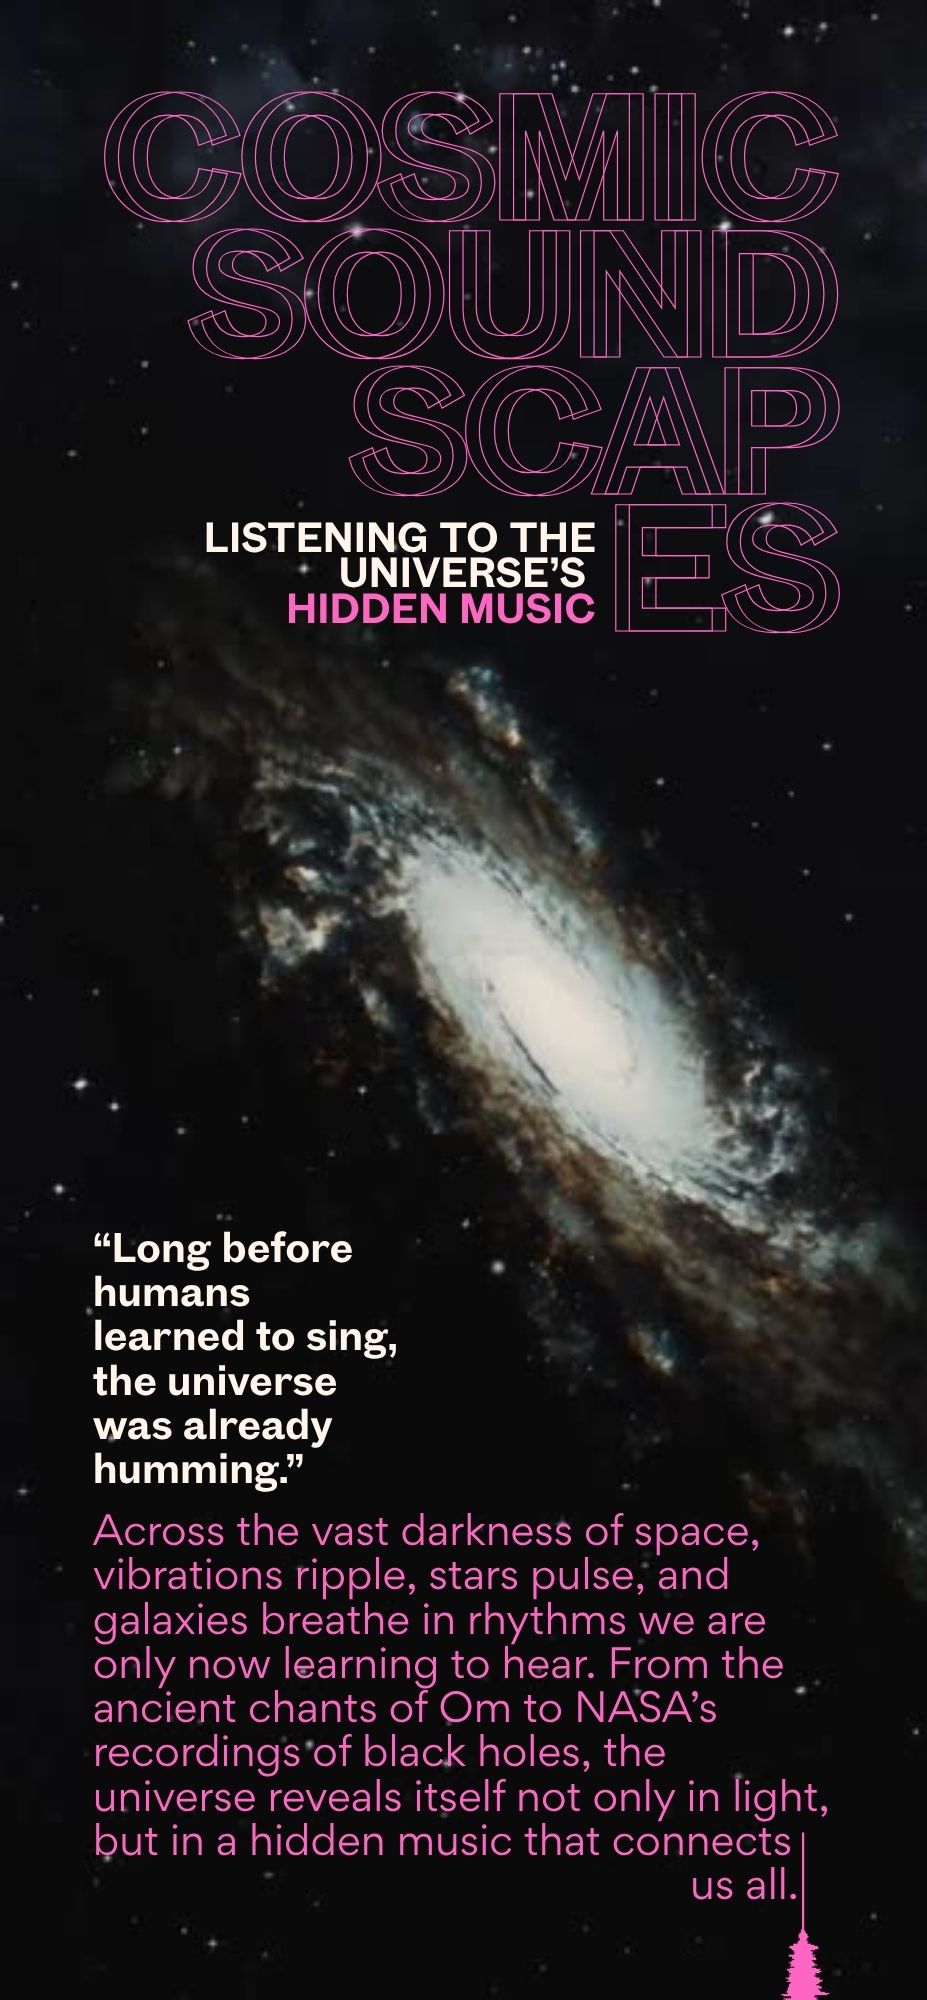 COSMIC
SOUND
SCAP
ES
LISTENING TO THE
UNIVERSE’S
HIDDEN MUSIC
“Long before
humans
learned to sing,
the universe
was already
humming.”
Across the vast darkness of space,
vibrations ripple, stars pulse, and
galaxies breathe in rhythms we are
only now learning to hear. From the
ancient chants of Om to NASA’s
recordings of black holes, the
universe reveals itself not only in light,
but in a hidden music that connects
us all.